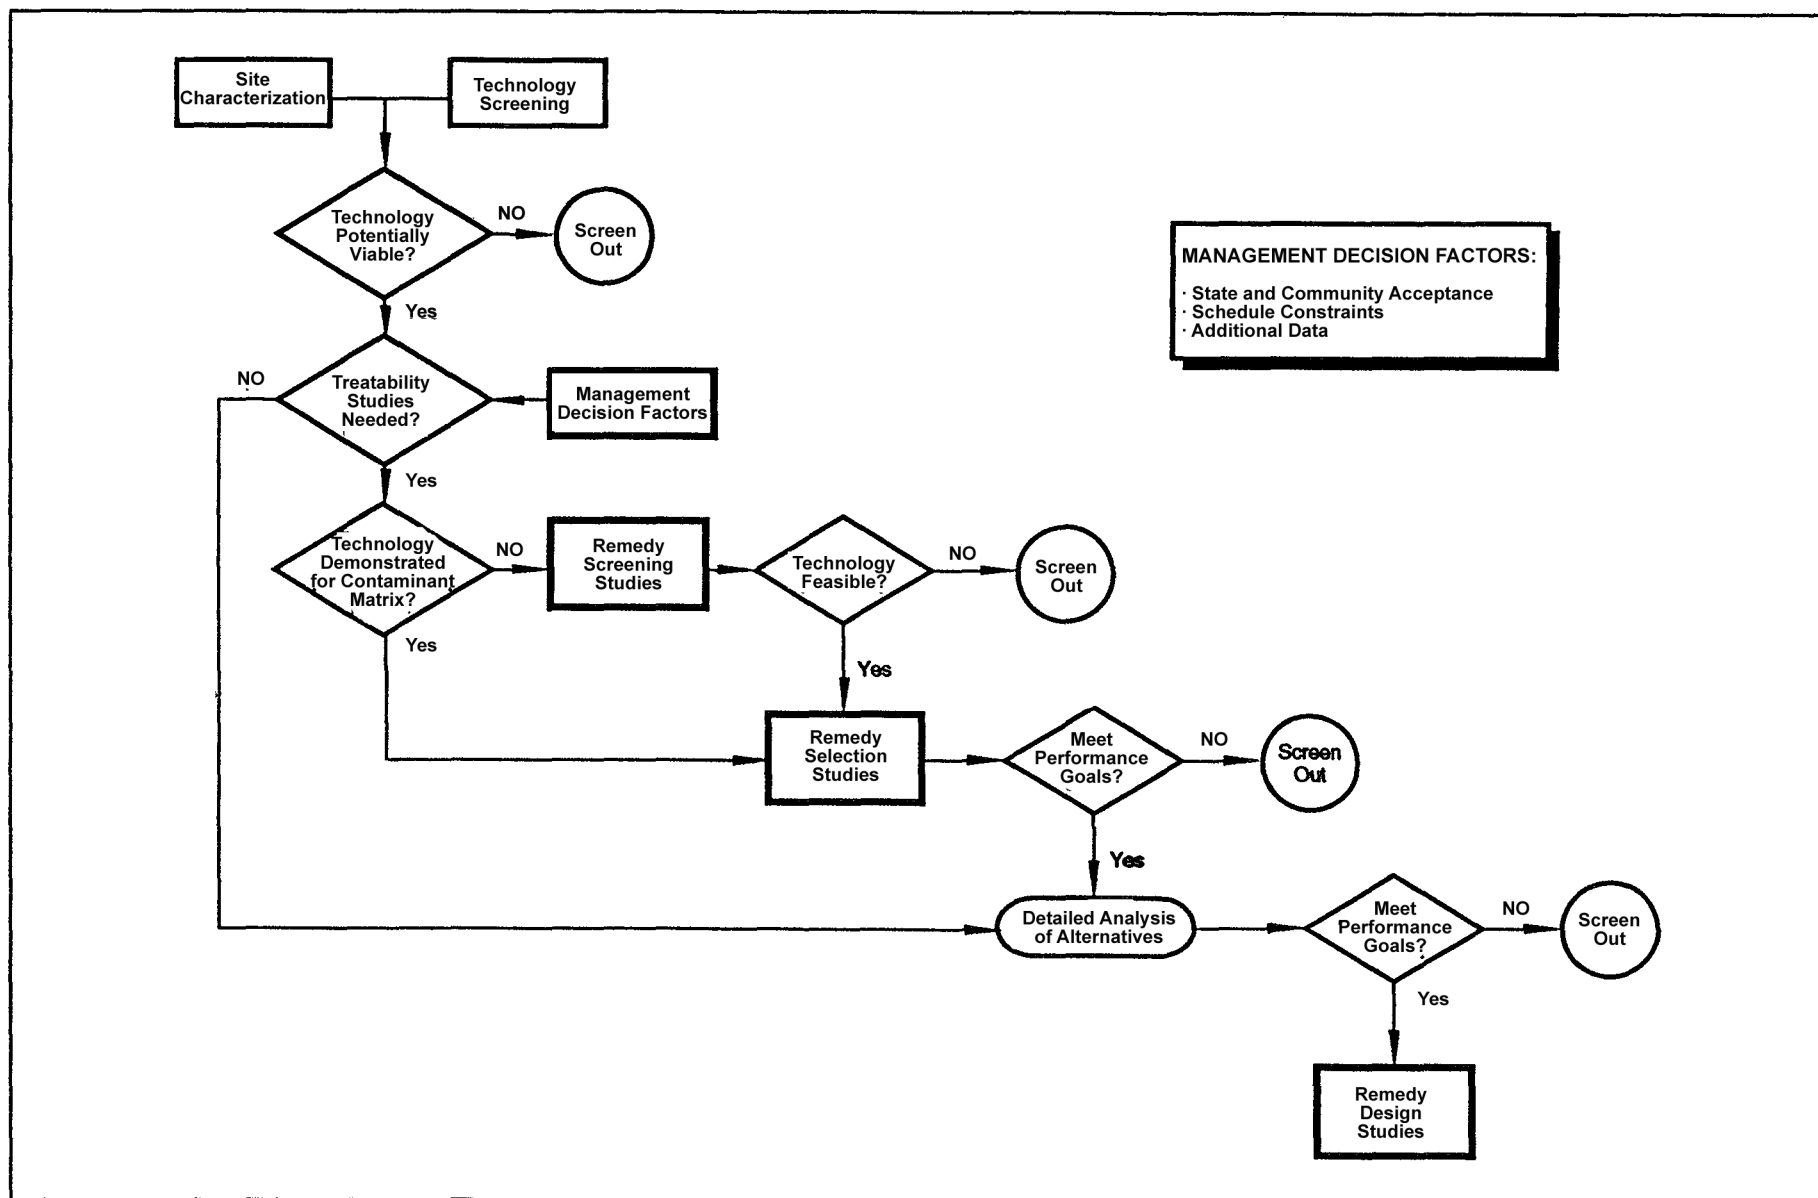 Site
Characterization
Technology
Screening
Technology
Potentially
Viable?
NO
Screen
Out
Yes
MANAGEMENT DECISION FACTORS:
· State and Community Acceptance
· Schedule Constraints
· Additional Data
NO
Treatability
Studies
Needed?
Management
Decision Factors
Yes
Technology
Demonstrated
for Contaminant
Matrix?
NO
Remedy
Screening
Studies
Technology
Feasible?
NO
Screen
Out
Yes
Yes
Remedy
Selection
Studies
Meet
Performance
Goals?
NO
Screen
Out
Yes
Detailed Analysis
of Alternatives
Meet
Performance
Goals?
NO
Screen
Out
Yes
Remedy
Design
Studies